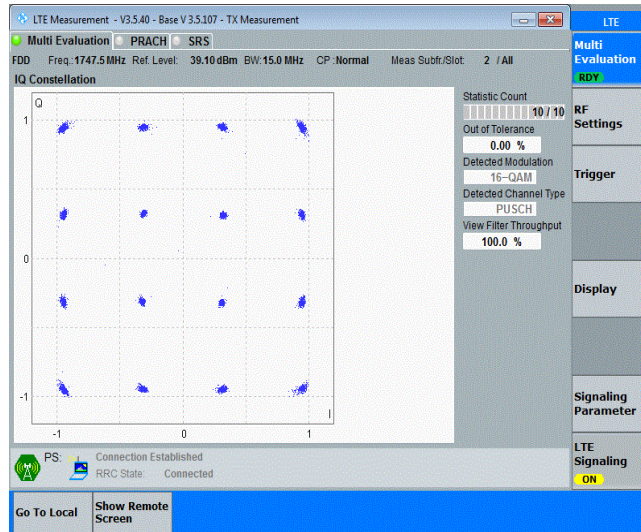 LTE Measurement - V3.5.40 - Base V 3.5.107 - TX Measurement
Multi Evaluation PRACH SRS
FDD Freq.:1747.5 MHz Ref. Level: 39.10 dBm BW:15.0 MHz CP :Normal Meas Subfr./Slot: 2 / All
IQ Constellation
Q
1
0
-1
-1 0 1
I
Statistic Count
10 / 10
Out of Tolerance
0.00 %
Detected Modulation
16-QAM
Detected Channel Type
PUSCH
View Filter Throughput
100.0 %
PS: Connection Established
RRC State: Connected
LTE
Multi
Evaluation
RDY
RF
Settings
Trigger
Display
Signaling
Parameter
LTE
Signaling
ON
Go To Local
Show Remote
Screen